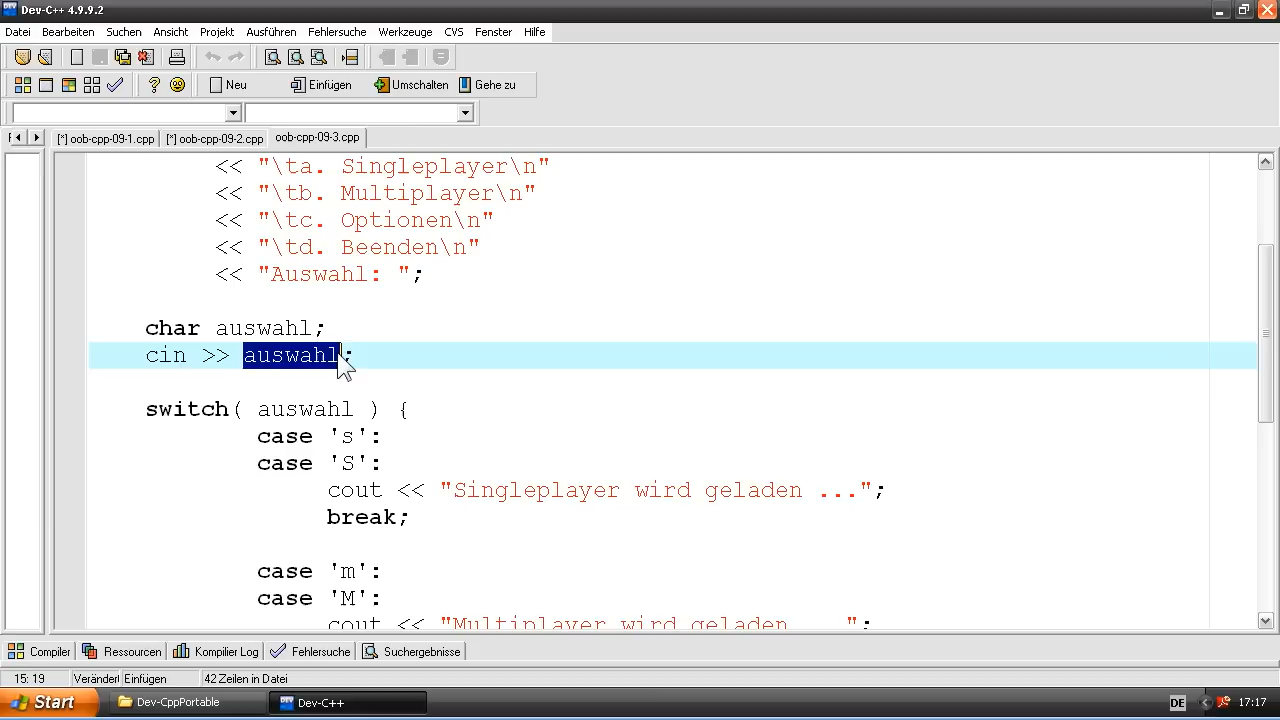 Dev-C++ 4.9.9.2
Datei Bearbeiten Suchen Ansicht Projekt Ausführen Fehlersuche Werkzeuge CVS Fenster Hilfe
Neu Einfügen Umschalten Gehe zu
[*] oob-cpp-09-1.cpp [*] oob-cpp-09-2.cpp oob-cpp-09-3.cpp
<< "\ta. Singleplayer\n"
<< "\tb. Multiplayer\n"
<< "\tc. Optionen\n"
<< "\td. Beenden\n"
<< "Auswahl: ";
char auswahl;
cin >> auswahl;
switch( auswahl ) {
case 's':
case 'S':
cout << "Singleplayer wird geladen ...";
break;
case 'm':
case 'M':
cout << "Multiplayer wird geladen ...";
Compiler Ressourcen Kompilier Log Fehlersuche Suchergebnisse
15: 19 Veränder Einfügen 42 Zeilen in Datei
Start Dev-CppPortable Dev-C++ DE 17:17